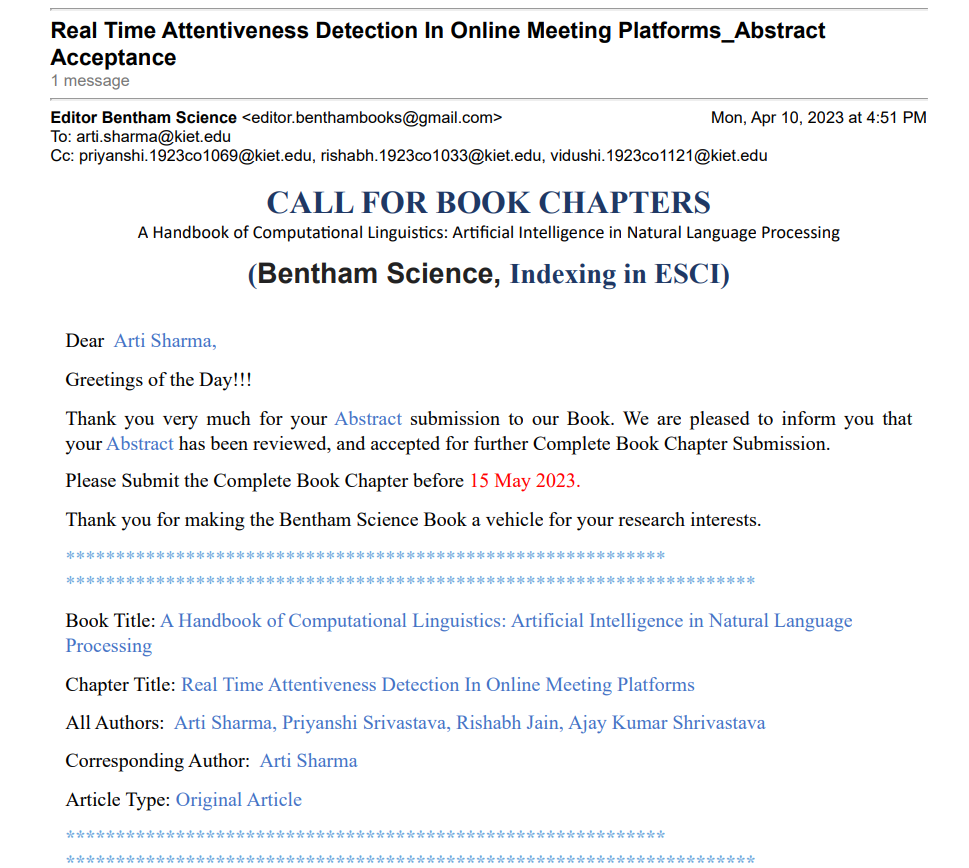 Real Time Attentiveness Detection In Online Meeting Platforms_Abstract
Acceptance
1 message
Editor Bentham Science <editor.benthambooks@gmail.com> Mon, Apr 10, 2023 at 4:51 PM
To: arti.sharma@kiet.edu
Cc: priyanshi.1923co1069@kiet.edu, rishabh.1923co1033@kiet.edu, vidushi.1923co1121@kiet.edu
CALL FOR BOOK CHAPTERS
A Handbook of Computational Linguistics: Artificial Intelligence in Natural Language Processing
(Bentham Science, Indexing in ESCI)
Dear Arti Sharma,
Greetings of the Day!!!
Thank you very much for your Abstract submission to our Book. We are pleased to inform you that
your Abstract has been reviewed, and accepted for further Complete Book Chapter Submission.
Please Submit the Complete Book Chapter before 15 May 2023.
Thank you for making the Bentham Science Book a vehicle for your research interests.
************************************************************
*********************************************************************
Book Title: A Handbook of Computational Linguistics: Artificial Intelligence in Natural Language
Processing
Chapter Title: Real Time Attentiveness Detection In Online Meeting Platforms
All Authors: Arti Sharma, Priyanshi Srivastava, Rishabh Jain, Ajay Kumar Shrivastava
Corresponding Author: Arti Sharma
Article Type: Original Article
************************************************************
*********************************************************************